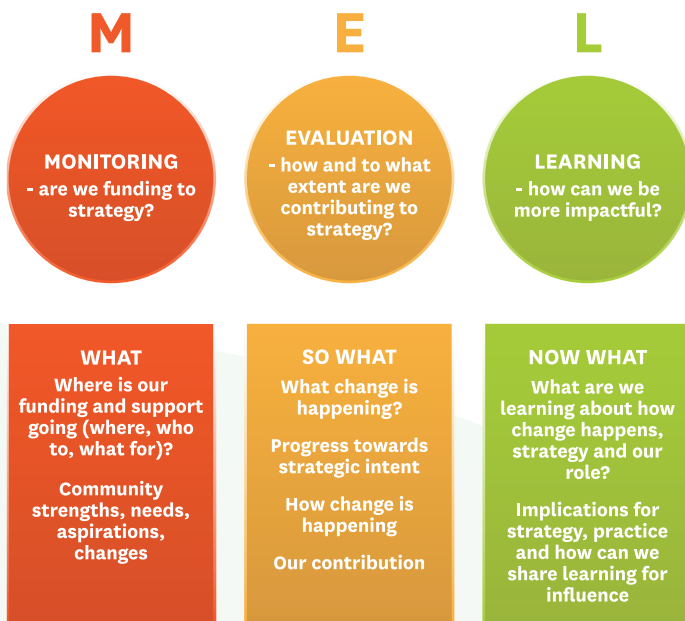 M
E
L
MONITORING
- are we funding to
strategy?
EVALUATION
- how and to what
extent are we
contributing to
strategy?
LEARNING
- how can we be
more impactful?
WHAT
Where is our
funding and support
going (where, who
to, what for)?
Community
strengths, needs,
aspirations,
changes
SO WHAT
What change is
happening?
Progress towards
strategic intent
How change is
happening
Our contribution
NOW WHAT
What are we
learning about how
change happens,
strategy and our
role?
Implications for
strategy, practice
and how can we
share learning for
influence